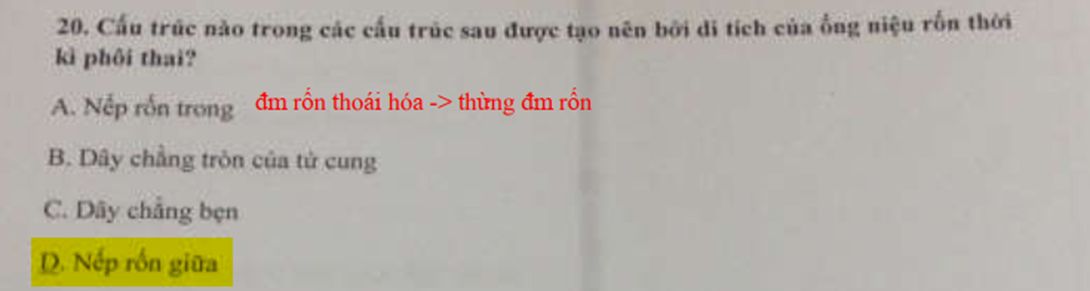 20. Cấu trúc nào trong các cấu trúc sau được tạo nên bởi di tích của ống niệu rốn thời
kì phôi thai?
A. Nếp rốn trong đm rốn thoái hóa -> thừng đm rốn
B. Dây chằng tròn của tử cung
C. Dây chằng bẹn
D. Nếp rốn giữa